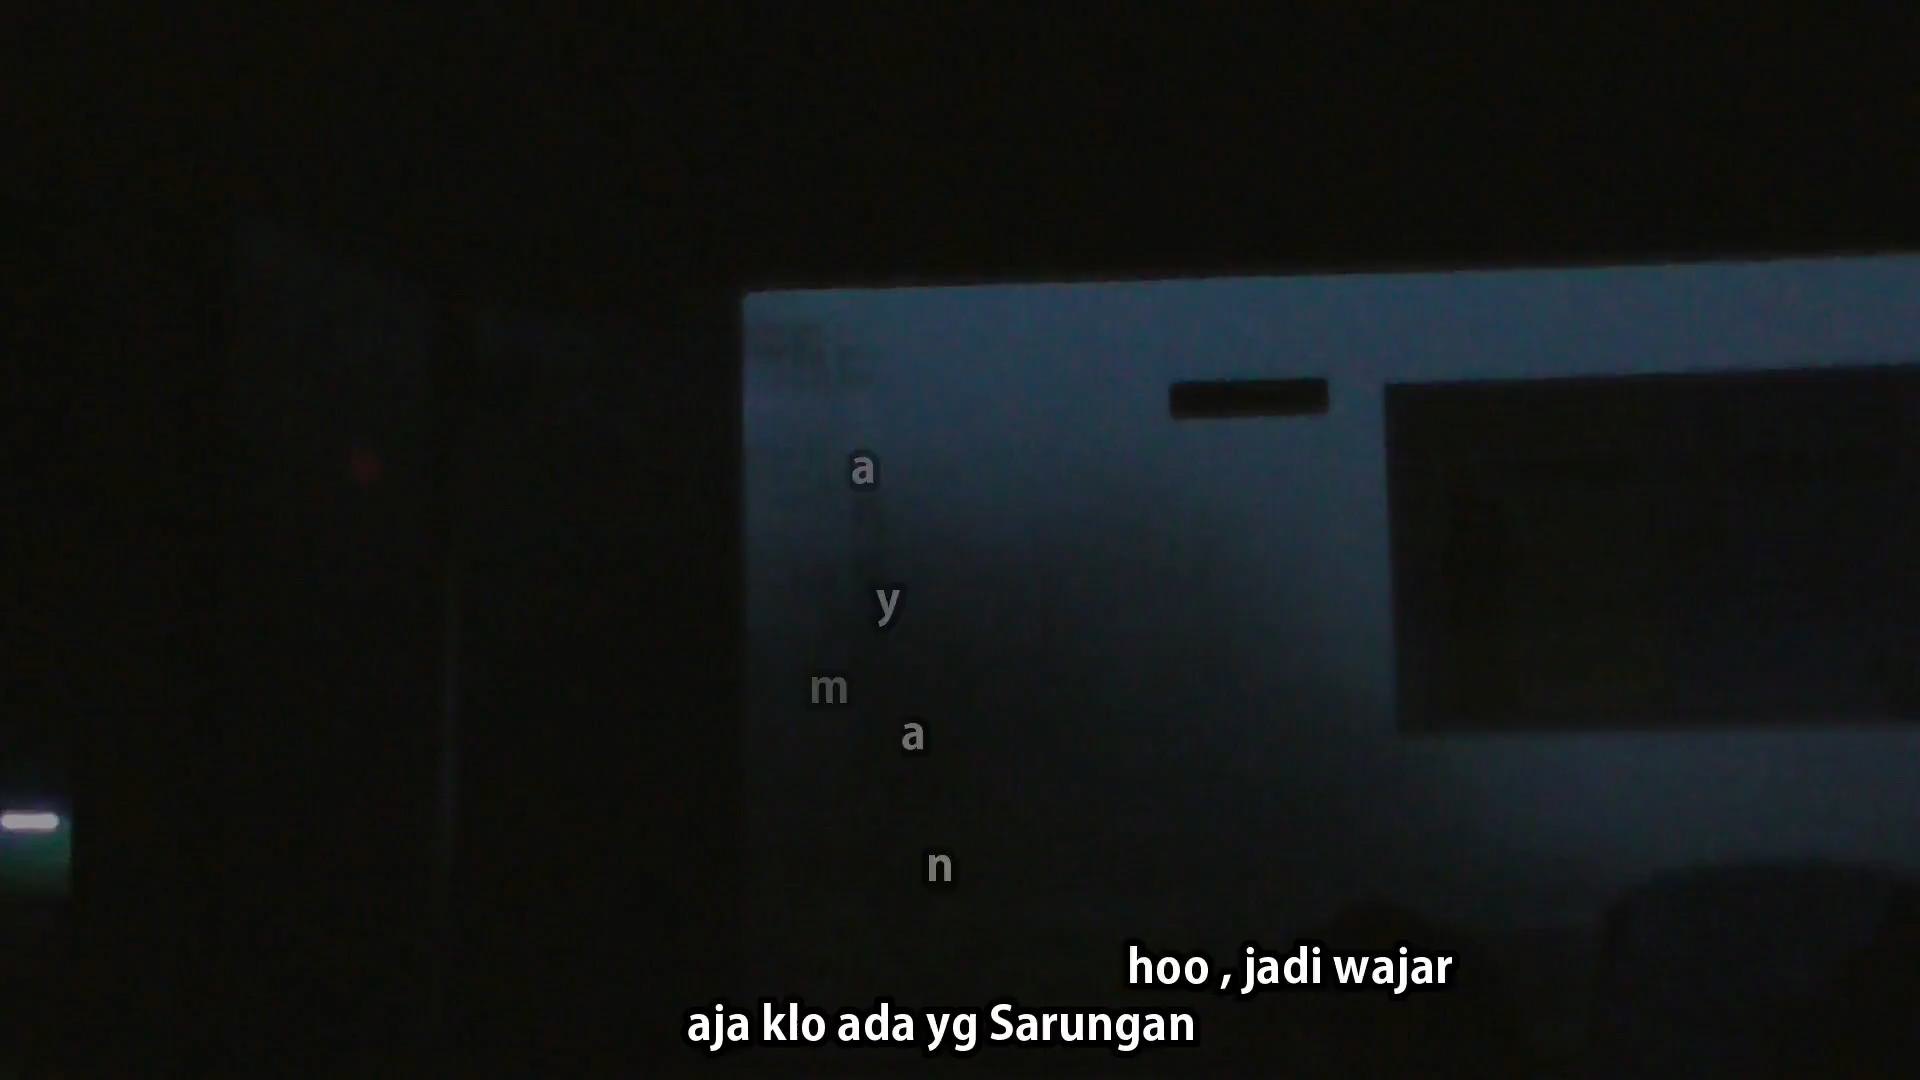 a
y
m
a
n
hoo , jadi wajar
aja klo ada yg Sarungan